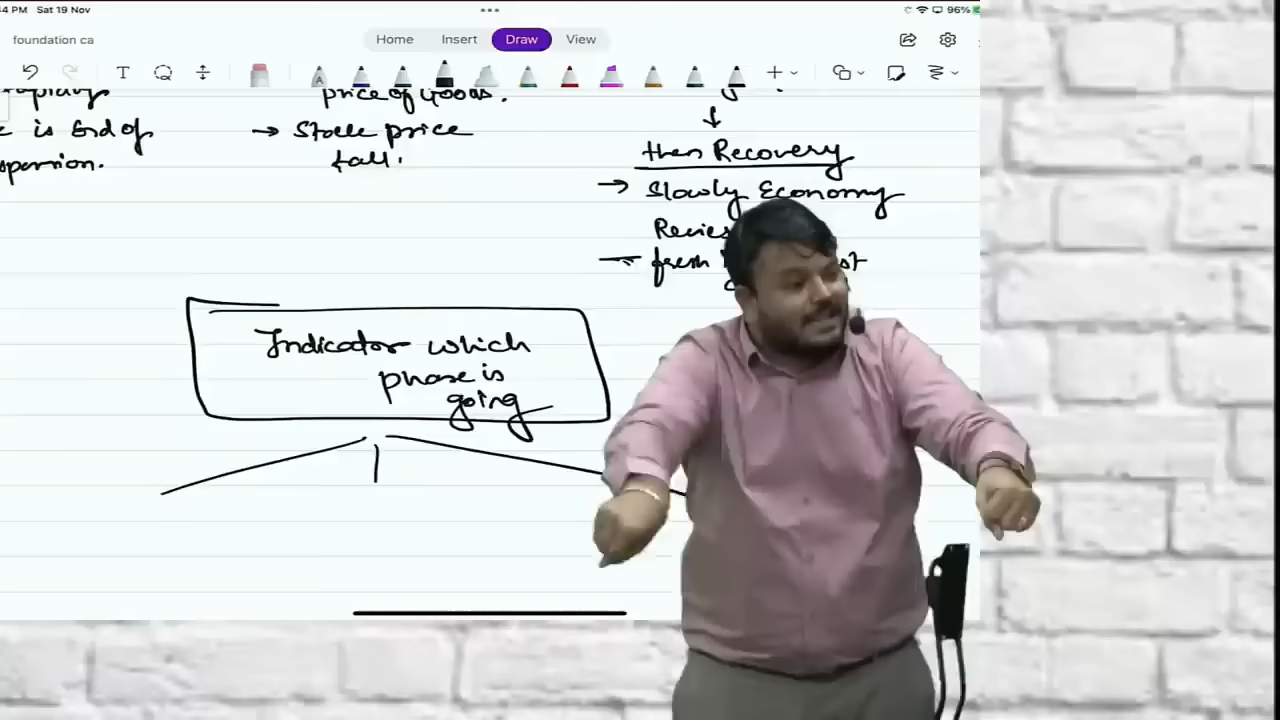 4 PM Sat 19 Nov
96%
foundation ca
Home Insert Draw View
price of goods.
e is End of
→ Stock price
fall.
then Recovery
→ Slowly Economy
fresh
Indicator which
phase is
going